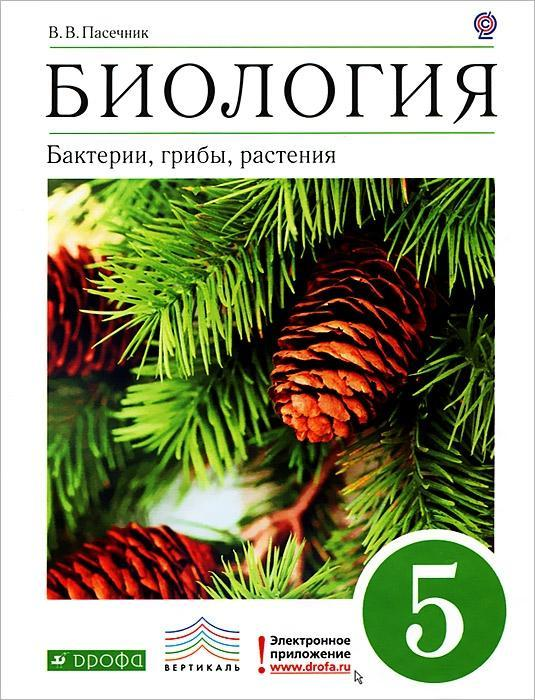 В. В. Пасечник
БИОЛОГИЯ
Бактерии, грибы, растения
5
дрофа
ВЕРТИКАЛЬ
! Электронное
приложение
www.drofa.ru